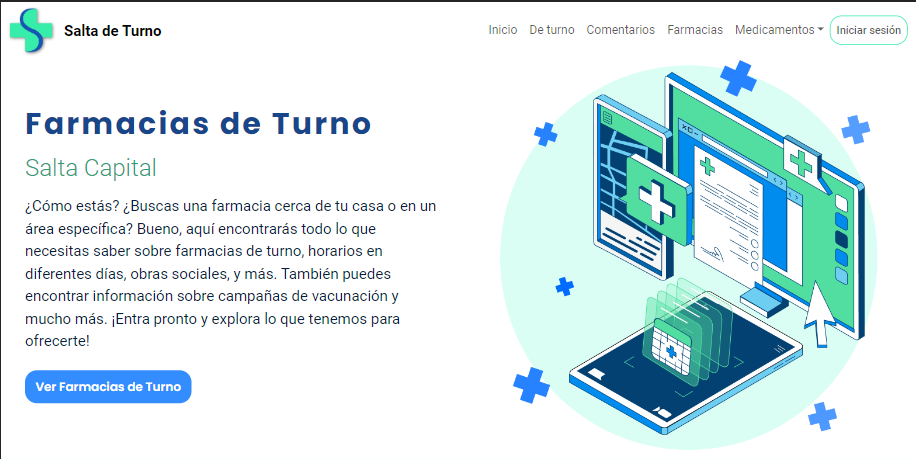 Salta de Turno
Inicio De turno Comentarios Farmacias Medicamentos Iniciar sesión
Farmacias de Turno
Salta Capital
¿Cómo estás? ¿Buscas una farmacia cerca de tu casa o en un
área específica? Bueno, aquí encontrarás todo lo que
necesitas saber sobre farmacias de turno, horarios en
diferentes días, obras sociales, y más. También puedes
encontrar información sobre campañas de vacunación y
mucho más. ¡Entra pronto y explora lo que tenemos para
ofrecerte!
Ver Farmacias de Turno